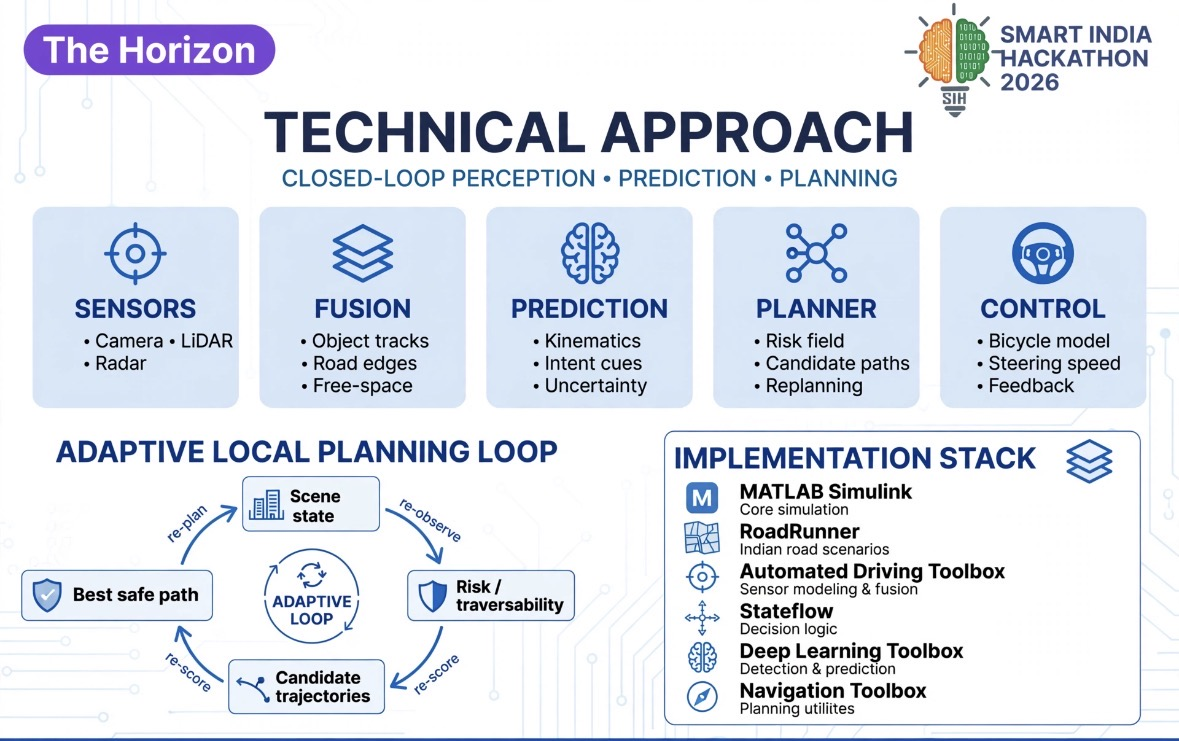 The Horizon
SMART INDIA
HACKATHON
2026
SIH
TECHNICAL APPROACH
CLOSED-LOOP PERCEPTION • PREDICTION • PLANNING
SENSORS
• Camera • LiDAR
• Radar
FUSION
• Object tracks
• Road edges
• Free-space
PREDICTION
• Kinematics
• Intent cues
• Uncertainty
PLANNER
• Risk field
• Candidate paths
• Replanning
CONTROL
• Bicycle model
• Steering speed
• Feedback
ADAPTIVE LOCAL PLANNING LOOP
Scene
state
re-observe
Risk /
traversability
re-score
Candidate
trajectories
re-score
Best safe path
re-plan
ADAPTIVE
LOOP
IMPLEMENTATION STACK
M
MATLAB Simulink
Core simulation
RoadRunner
Indian road scenarios
Automated Driving Toolbox
Sensor modeling & fusion
Stateflow
Decision logic
Deep Learning Toolbox
Detection & prediction
Navigation Toolbox
Planning utilites